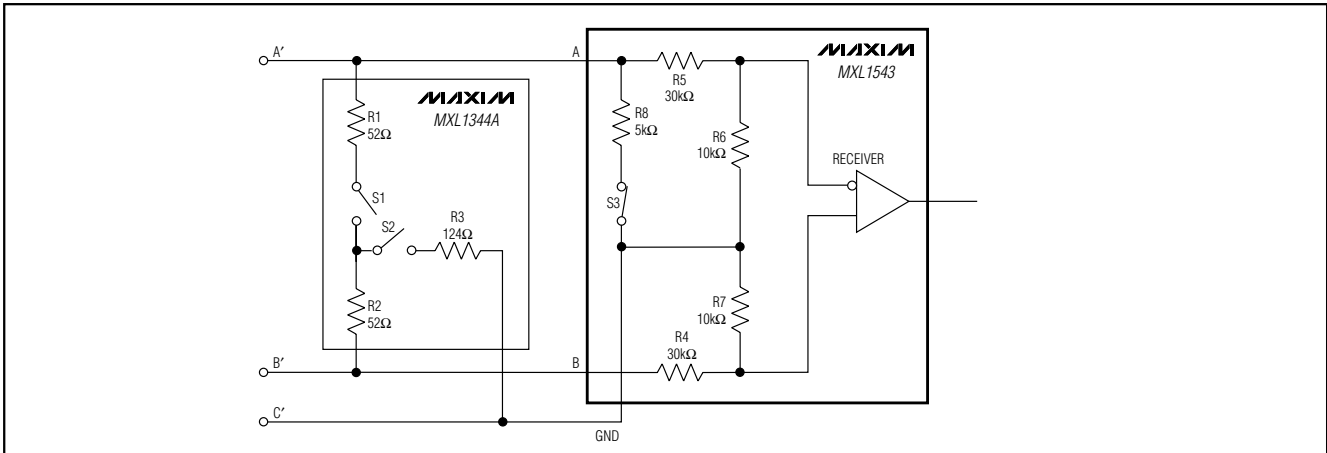 A′
A
MAXIM
MXL1543
R5
30kΩ
MAXIM
MXL1344A
R1
52Ω
R8
5kΩ
R6
10kΩ
RECEIVER
S1
S3
S2
R3
124Ω
R2
52Ω
R7
10kΩ
R4
30kΩ
B′
B
C′
GND